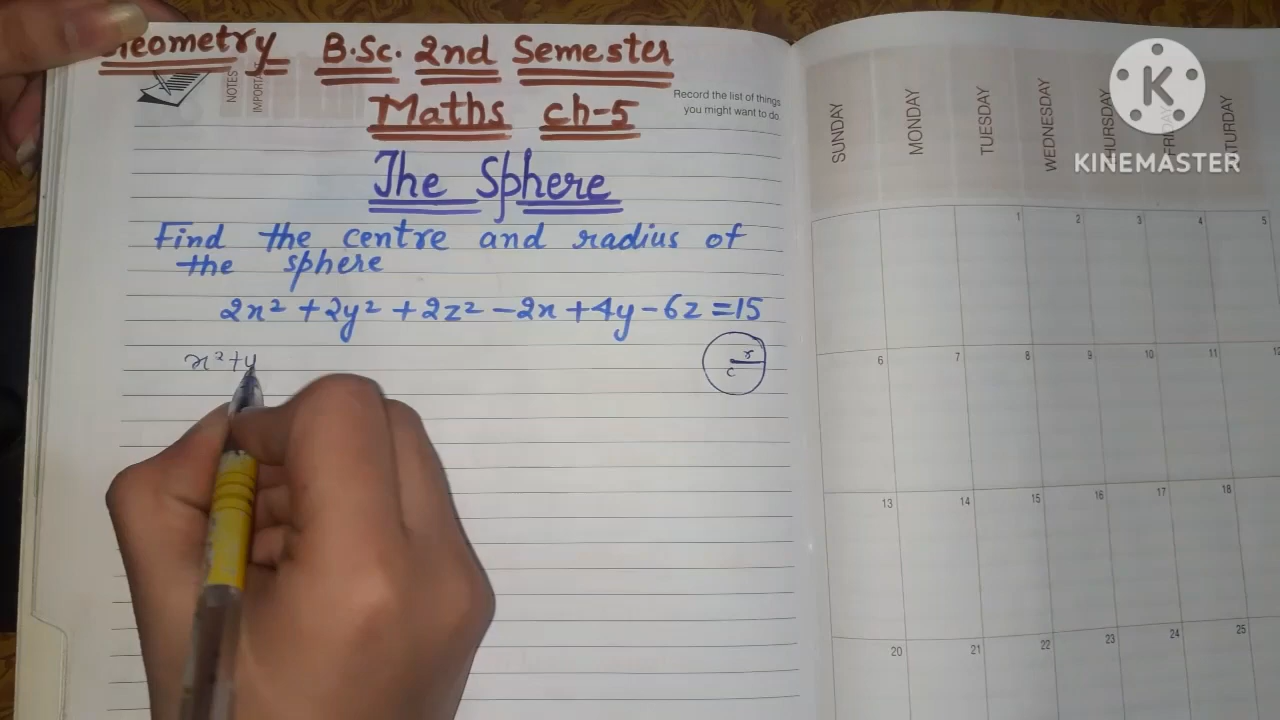 Geometry B.Sc. 2nd Semester
NOTES
IMPORTANT
Record the list of things
you might want to do.
Maths ch-5
The Sphere
Find the centre and radius of
the sphere
2x² + 2y² + 2z² - 2x + 4y - 6z = 15
x² + y
r
c
SUNDAY MONDAY TUESDAY WEDNESDAY THURSDAY FRIDAY SATURDAY
K
KINEMASTER
1 2 3 4 5
6 7 8 9 10 11 12
13 14 15 16 17 18
20 21 22 23 24 25